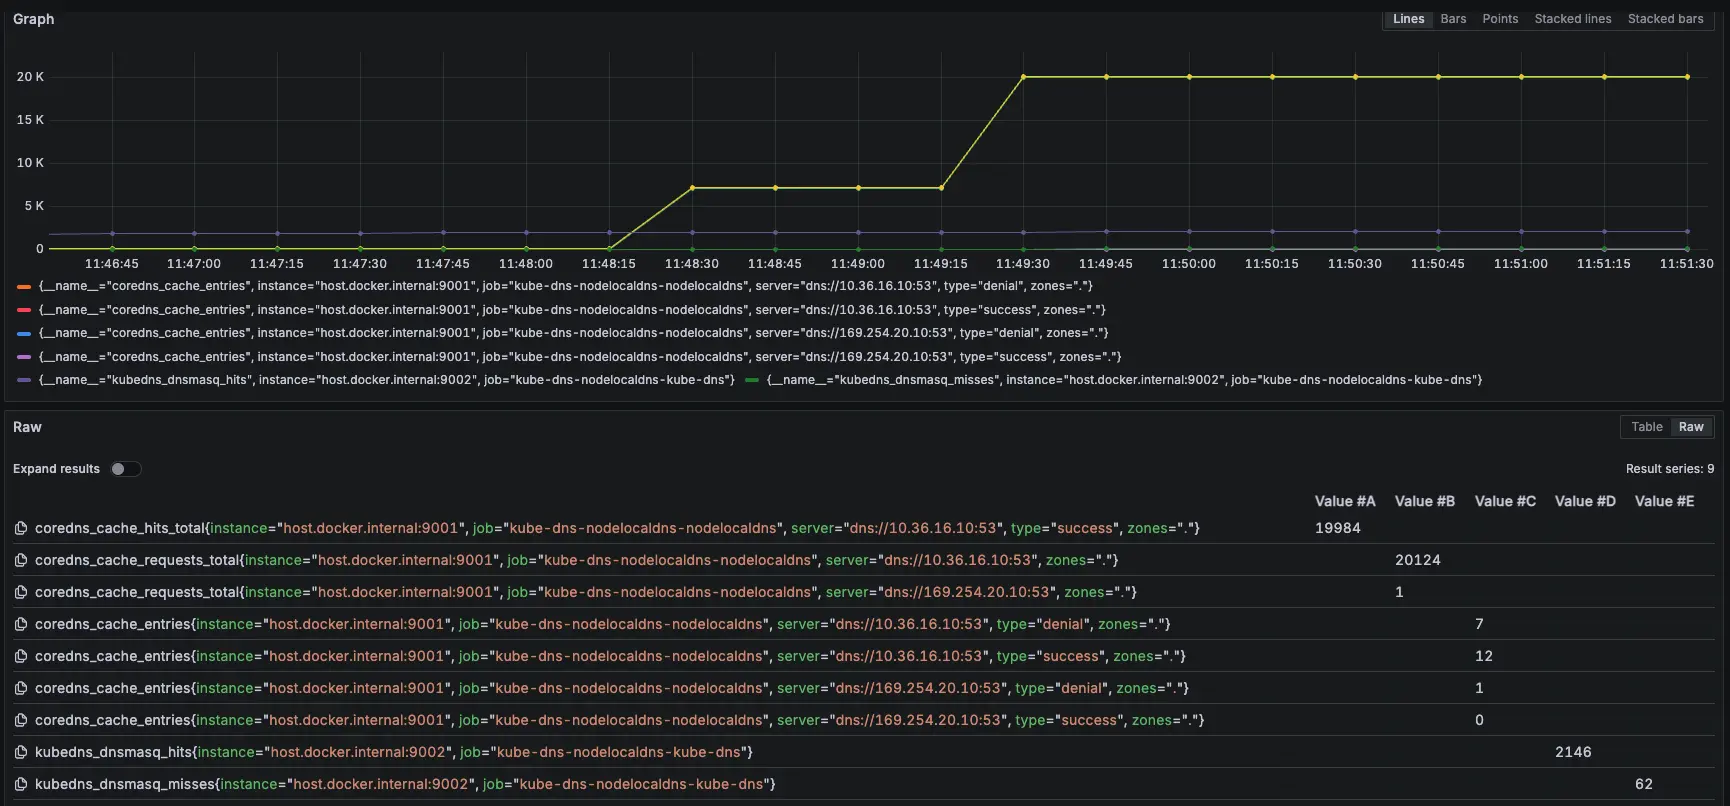 Graph
Lines Bars Points Stacked lines Stacked bars
20 K
15 K
10 K
5 K
0
11:46:45 11:47:00 11:47:15 11:47:30 11:47:45 11:48:00 11:48:15 11:48:30 11:48:45 11:49:00 11:49:15 11:49:30 11:49:45 11:50:00 11:50:15 11:50:30 11:50:45 11:51:00 11:51:15 11:51:30
{__name__="coredns_cache_entries", instance="host.docker.internal:9001", job="kube-dns-nodelocaldns-nodelocaldns", server="dns://10.36.16.10:53", type="denial", zones="."}
{__name__="coredns_cache_entries", instance="host.docker.internal:9001", job="kube-dns-nodelocaldns-nodelocaldns", server="dns://10.36.16.10:53", type="success", zones="."}
{__name__="coredns_cache_entries", instance="host.docker.internal:9001", job="kube-dns-nodelocaldns-nodelocaldns", server="dns://169.254.20.10:53", type="denial", zones="."}
{__name__="coredns_cache_entries", instance="host.docker.internal:9001", job="kube-dns-nodelocaldns-nodelocaldns", server="dns://169.254.20.10:53", type="success", zones="."}
{__name__="kubedns_dnsmasq_hits", instance="host.docker.internal:9002", job="kube-dns-nodelocaldns-kube-dns"} {__name__="kubedns_dnsmasq_misses", instance="host.docker.internal:9002", job="kube-dns-nodelocaldns-kube-dns"}
Raw
Table Raw
Expand results
Result series: 9
Value #A Value #B Value #C Value #D Value #E
coredns_cache_hits_total{instance="host.docker.internal:9001", job="kube-dns-nodelocaldns-nodelocaldns", server="dns://10.36.16.10:53", type="success", zones="."} 19984
coredns_cache_requests_total{instance="host.docker.internal:9001", job="kube-dns-nodelocaldns-nodelocaldns", server="dns://10.36.16.10:53", zones="."} 20124
coredns_cache_requests_total{instance="host.docker.internal:9001", job="kube-dns-nodelocaldns-nodelocaldns", server="dns://169.254.20.10:53", zones="."} 1
coredns_cache_entries{instance="host.docker.internal:9001", job="kube-dns-nodelocaldns-nodelocaldns", server="dns://10.36.16.10:53", type="denial", zones="."} 7
coredns_cache_entries{instance="host.docker.internal:9001", job="kube-dns-nodelocaldns-nodelocaldns", server="dns://10.36.16.10:53", type="success", zones="."} 12
coredns_cache_entries{instance="host.docker.internal:9001", job="kube-dns-nodelocaldns-nodelocaldns", server="dns://169.254.20.10:53", type="denial", zones="."} 1
coredns_cache_entries{instance="host.docker.internal:9001", job="kube-dns-nodelocaldns-nodelocaldns", server="dns://169.254.20.10:53", type="success", zones="."} 0
kubedns_dnsmasq_hits{instance="host.docker.internal:9002", job="kube-dns-nodelocaldns-kube-dns"} 2146
kubedns_dnsmasq_misses{instance="host.docker.internal:9002", job="kube-dns-nodelocaldns-kube-dns"} 62